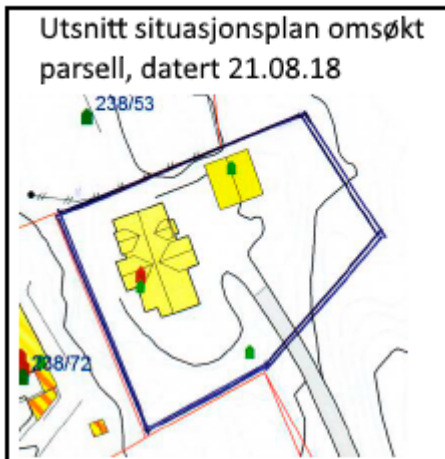 Utsnitt situasjonsplan omsøkt
parsell, datert 21.08.18
238/53
238/72